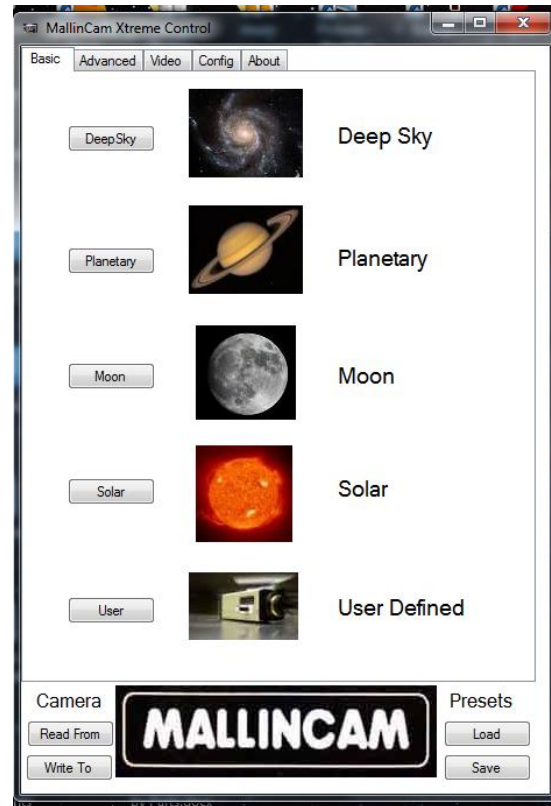 MallinCam Xtreme Control
Basic Advanced Video Config About
DeepSky Deep Sky
Planetary Planetary
Moon Moon
Solar Solar
User User Defined
Camera Presets
Read From MALLINCAM Load
Write To Save